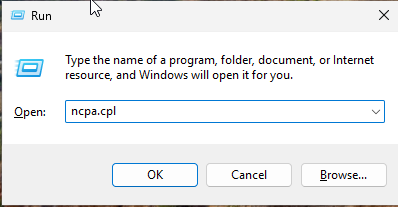 Run
Type the name of a program, folder, document, or Internet
resource, and Windows will open it for you.
Open: ncpa.cpl
OK Cancel Browse...